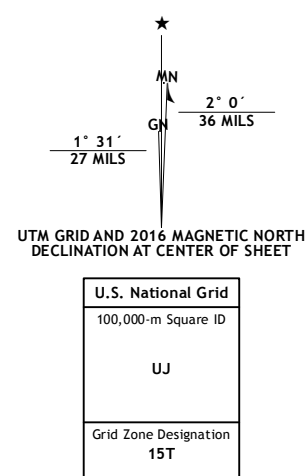 ★
MN
GN
2° 0´
36 MILS
1° 31´
27 MILS
UTM GRID AND 2016 MAGNETIC NORTH
DECLINATION AT CENTER OF SHEET
U.S. National Grid
100,000-m Square ID
UJ
Grid Zone Designation
15T